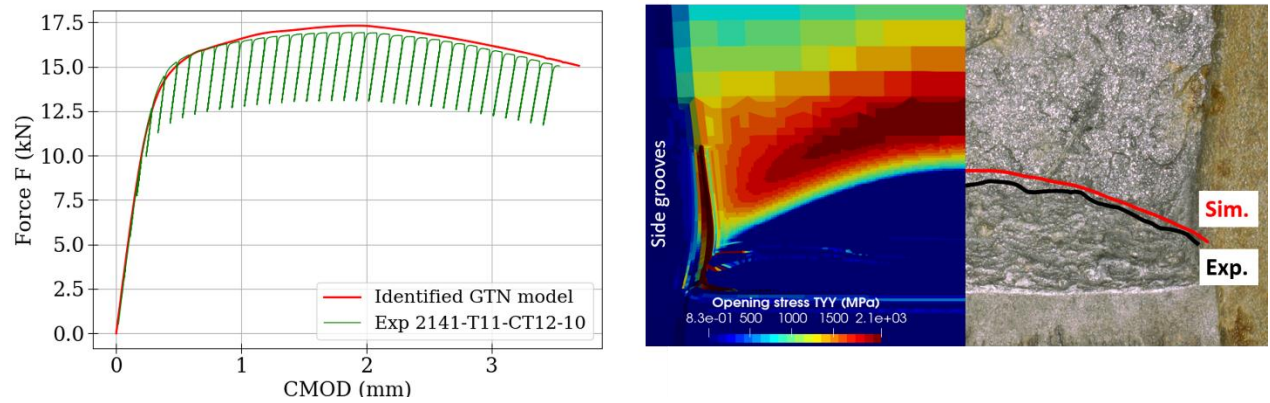 17.5
15.0
12.5
10.0
7.5
5.0
2.5
0.0
Force F (kN)
0 1 2 3
CMOD (mm)
Identified GTN model
Exp 2141-T11-CT12-10
Side grooves
Opening stress TYY (MPa)
8.3e-01 500 1000 1500 2.1e+03
Sim.
Exp.